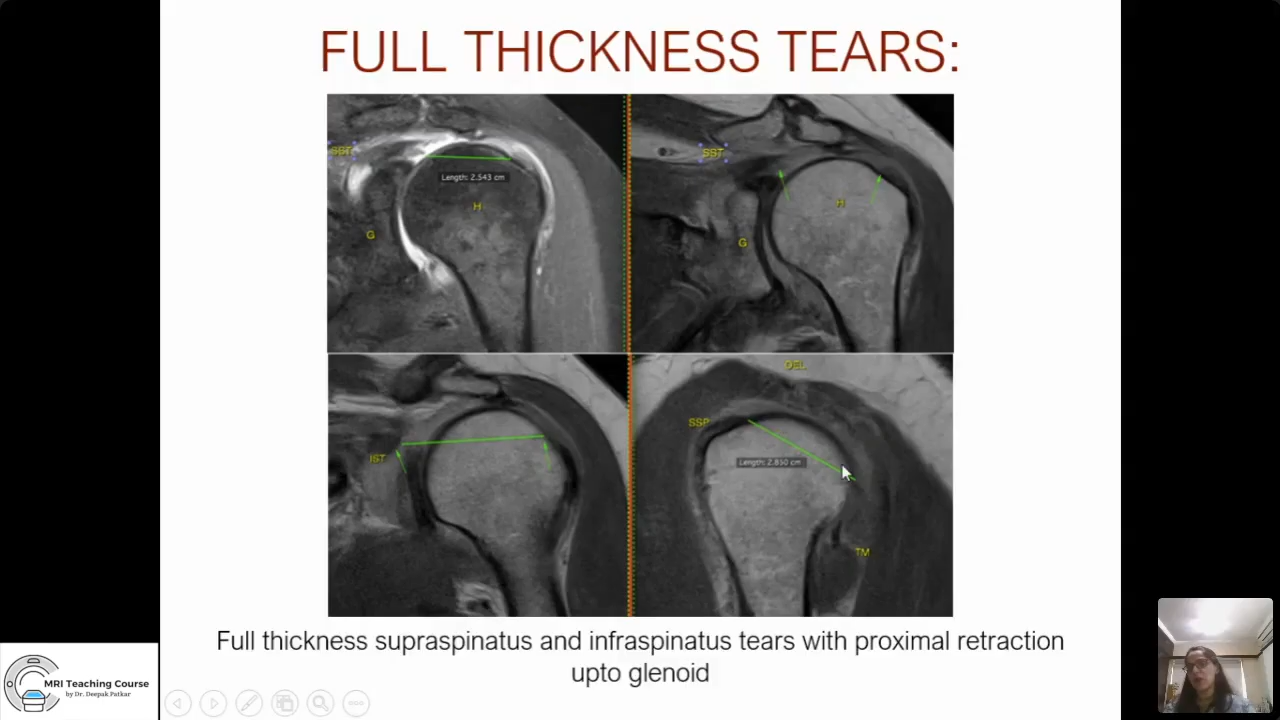 FULL THICKNESS TEARS:
SST
Length: 2.543 cm
H
G
SST
H
G
IST
DEL
SSP
Length: 2.850 cm
TM
Full thickness supraspinatus and infraspinatus tears with proximal retraction
upto glenoid
MRI Teaching Course
by Dr. Deepak Patkar